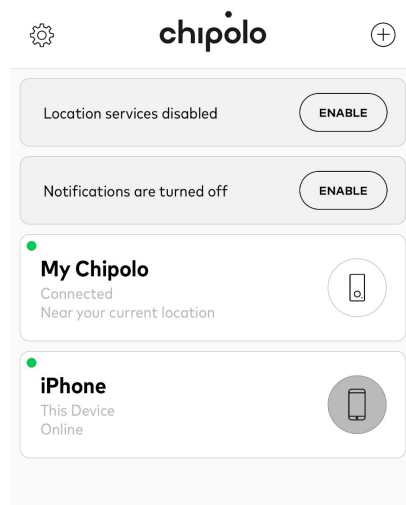 chipolo
Location services disabled
ENABLE
Notifications are turned off
ENABLE
My Chipolo
Connected
Near your current location
iPhone
This Device
Online